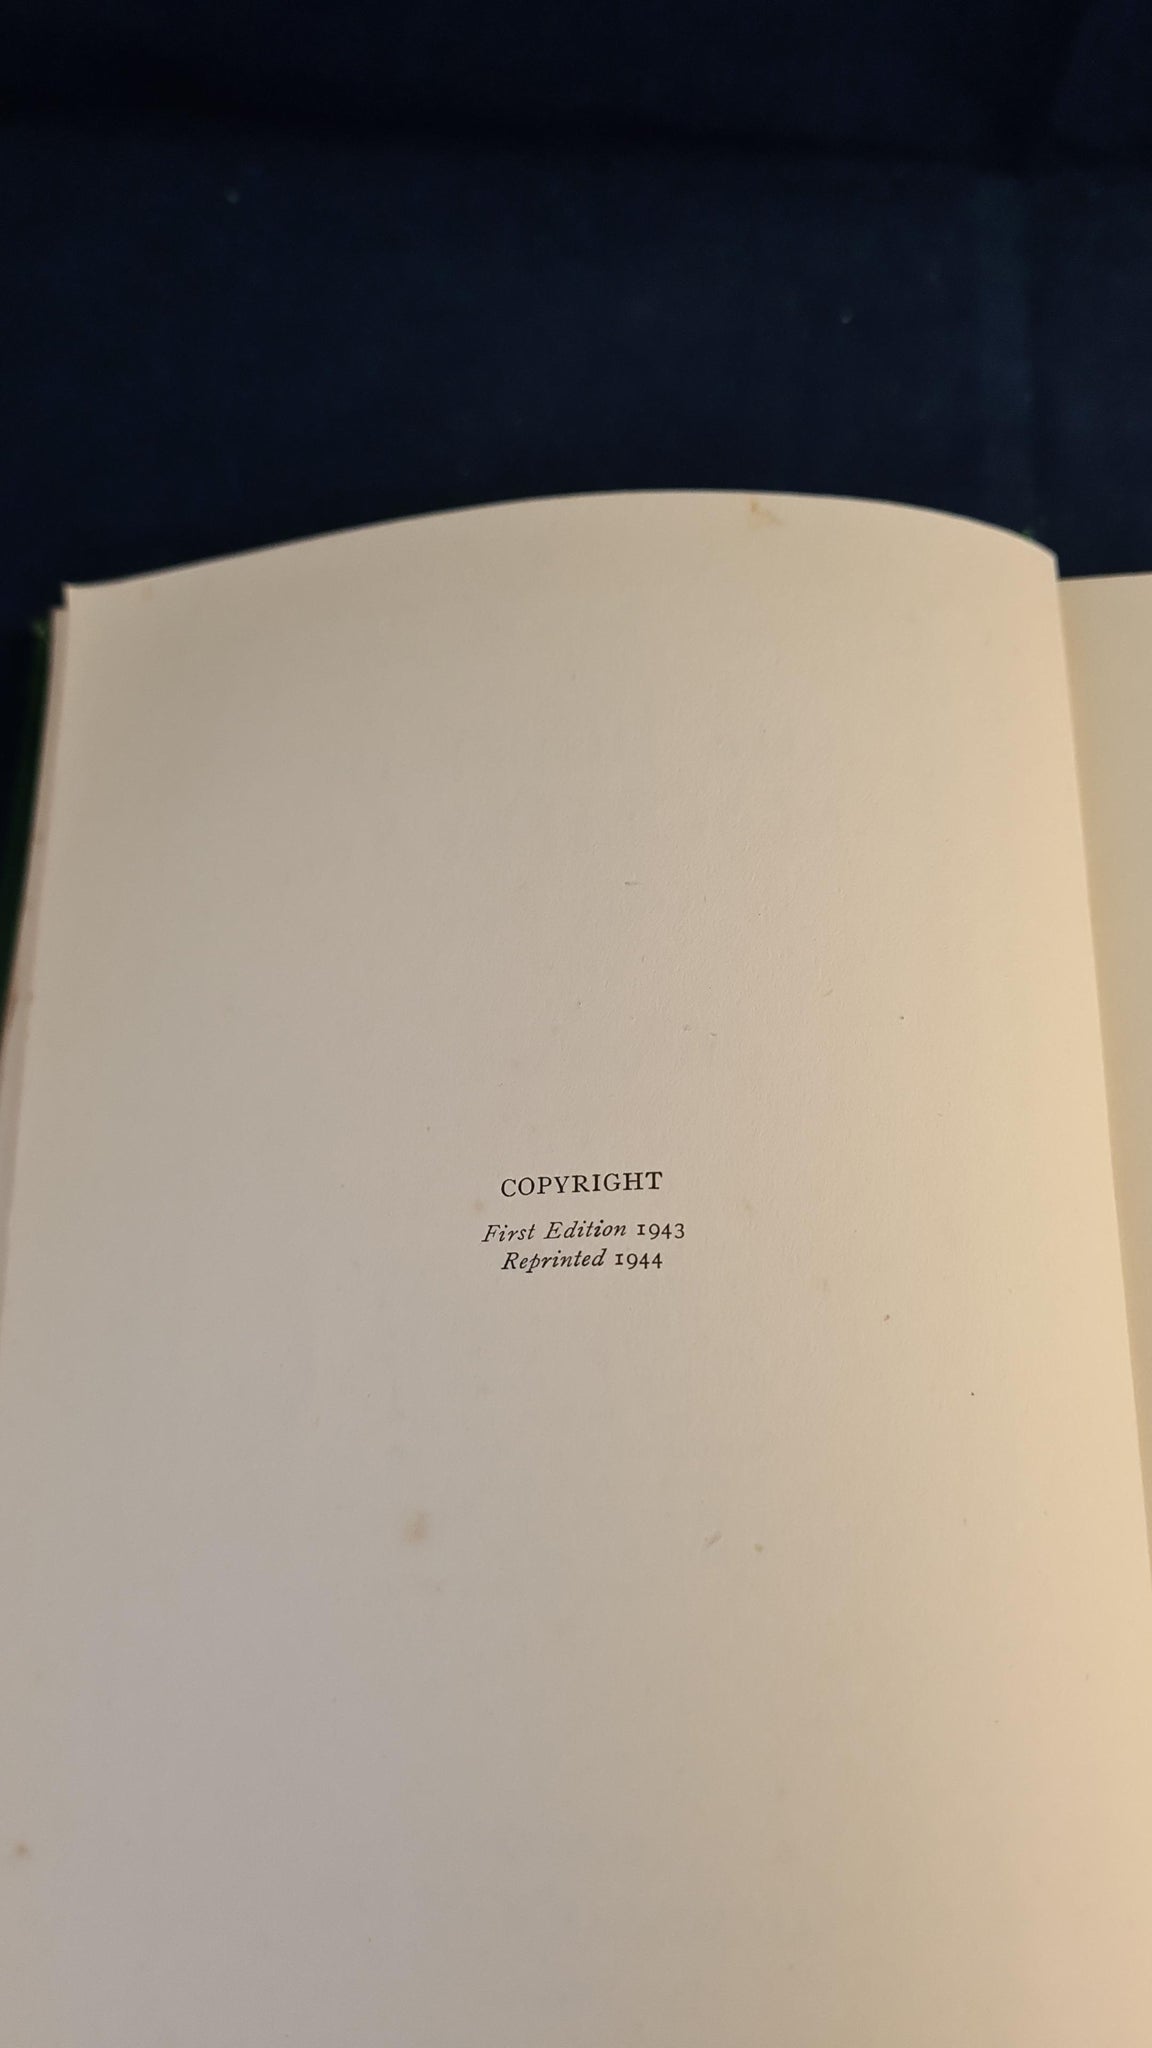 COPYRIGHT
First Edition 1943
Reprinted 1944